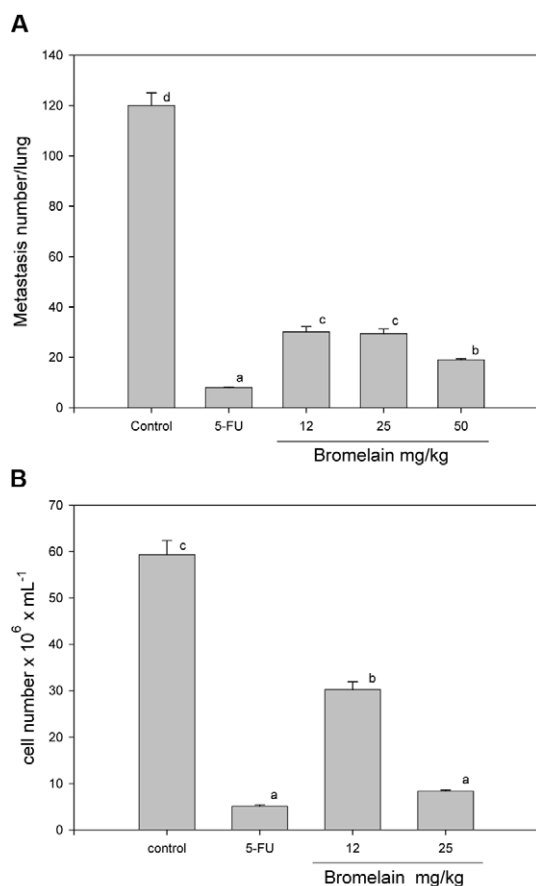 A
Metastasis number/lung
140
120
100
80
60
40
20
0
d
a
c
c
b
Control 5-FU 12 25 50
Bromelain mg/kg
B
cell number x 10⁶ x mL⁻¹
70
60
50
40
30
20
10
0
c
a
b
a
control 5-FU 12 25
Bromelain mg/kg